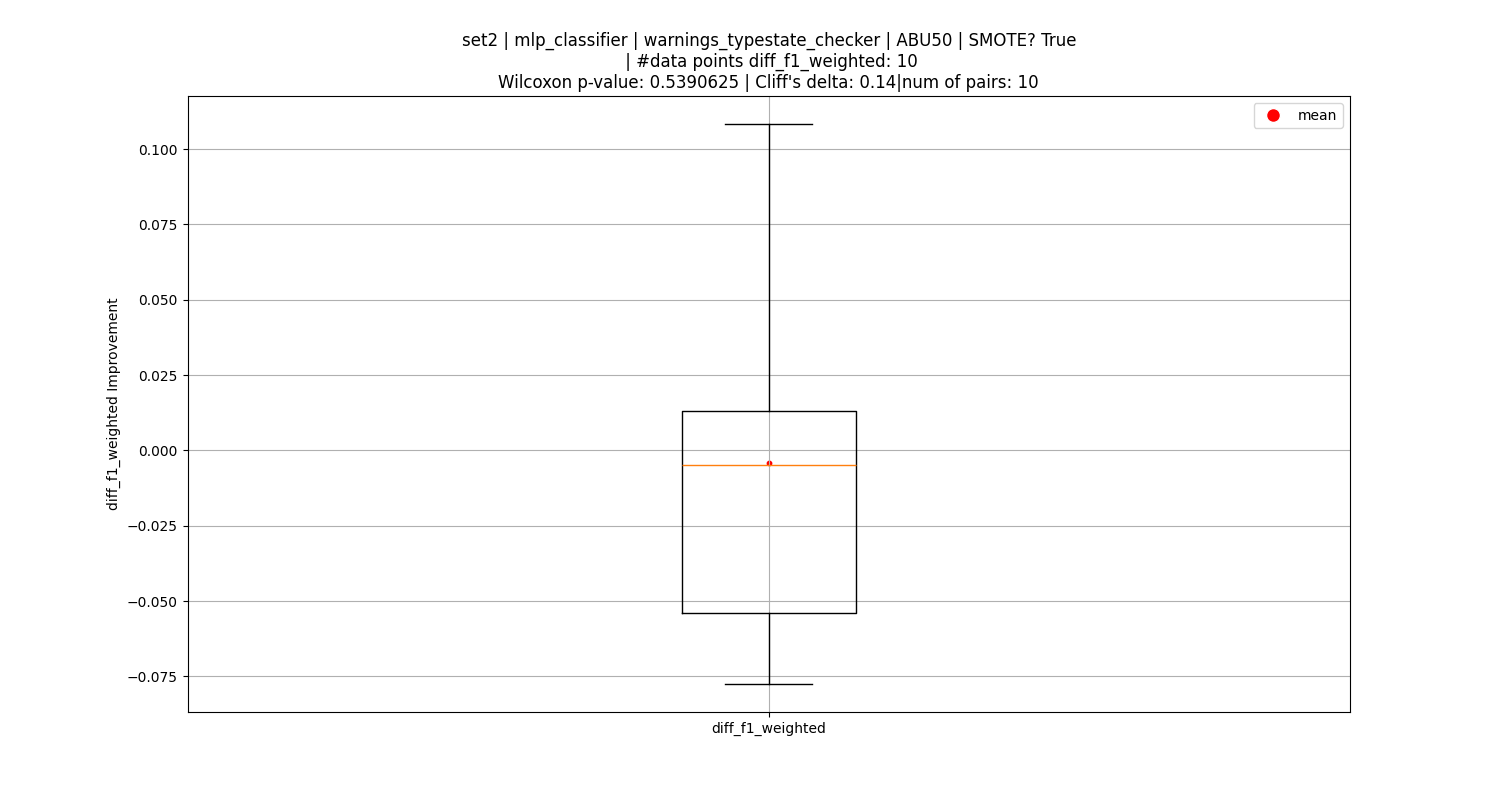 set2 | mlp_classifier | warnings_typestate_checker | ABU50 | SMOTE? True
| #data points diff_f1_weighted: 10
Wilcoxon p-value: 0.5390625 | Cliff's delta: 0.14|num of pairs: 10
mean
0.100
0.075
0.050
0.025
0.000
−0.025
−0.050
−0.075
diff_f1_weighted Improvement
diff_f1_weighted